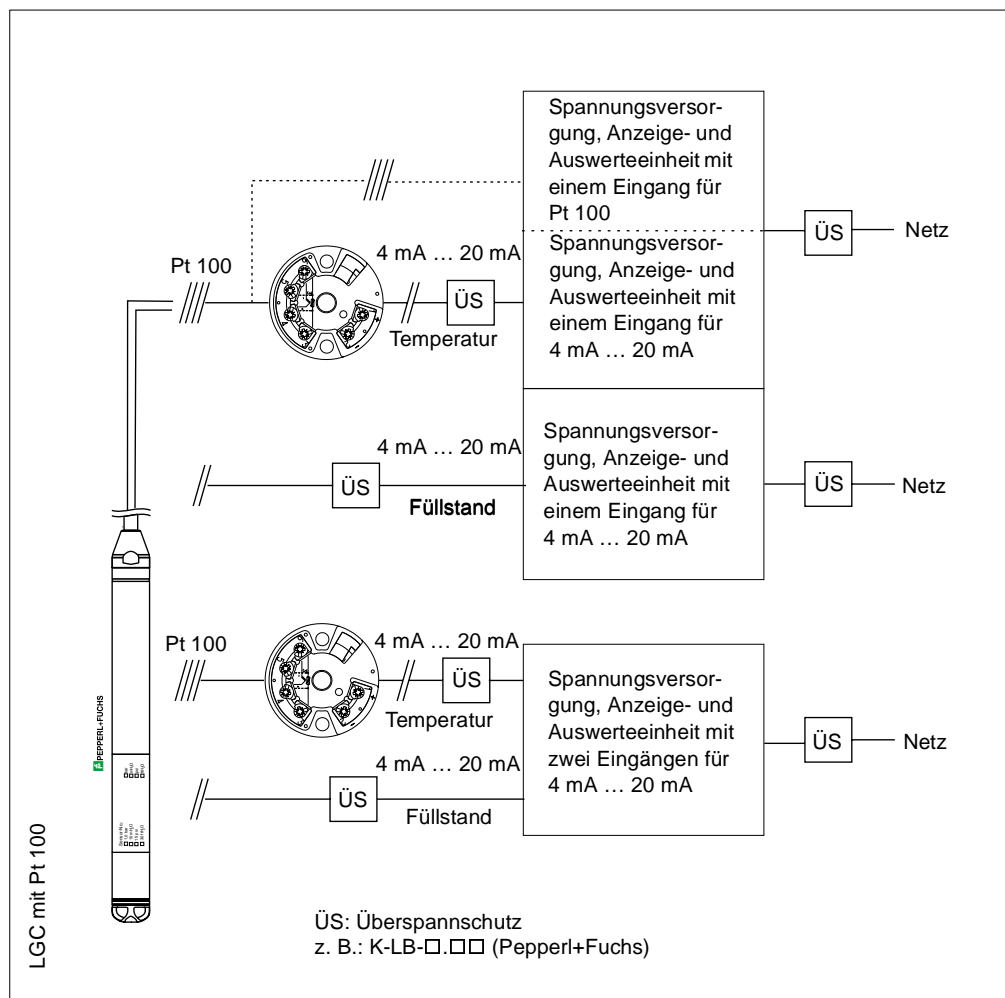 Spannungsversor-
gung, Anzeige- und
Auswerteeinheit mit
einem Eingang für
Pt 100
ÜS
Netz
4 mA … 20 mA
Pt 100
Spannungsversor-
gung, Anzeige- und
Auswerteeinheit mit
einem Eingang für
4 mA … 20 mA
ÜS
Temperatur
4 mA … 20 mA
Spannungsversor-
gung, Anzeige- und
Auswerteeinheit mit
einem Eingang für
4 mA … 20 mA
ÜS
Füllstand
ÜS
Netz
Pt 100
4 mA … 20 mA
ÜS
Temperatur
Spannungsversor-
gung, Anzeige- und
Auswerteeinheit mit
zwei Eingängen für
4 mA … 20 mA
ÜS
Netz
4 mA … 20 mA
ÜS
Füllstand
PEPPERL+FUCHS
LGC mit Pt 100
ÜS: Überspannschutz
z. B.: K-LB-□.□□ (Pepperl+Fuchs)